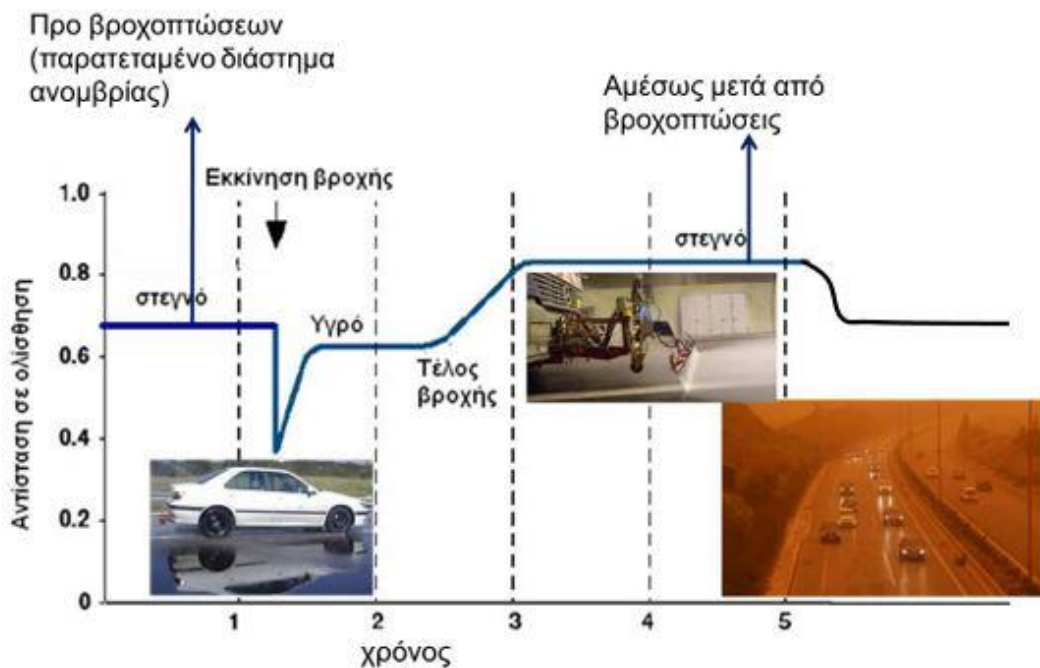 Προ βροχοπτώσεων
(παρατεταμένο διάστημα
ανομβρίας)
Αμέσως μετά από
βροχοπτώσεις
Εκκίνηση βροχής
1.0
στεγνό
0.8
στεγνό
Υγρό
0.6
Τέλος
βροχής
0.4
0.2
0
Αντίσταση σε ολίσθηση
1 2 3 4 5
χρόνος